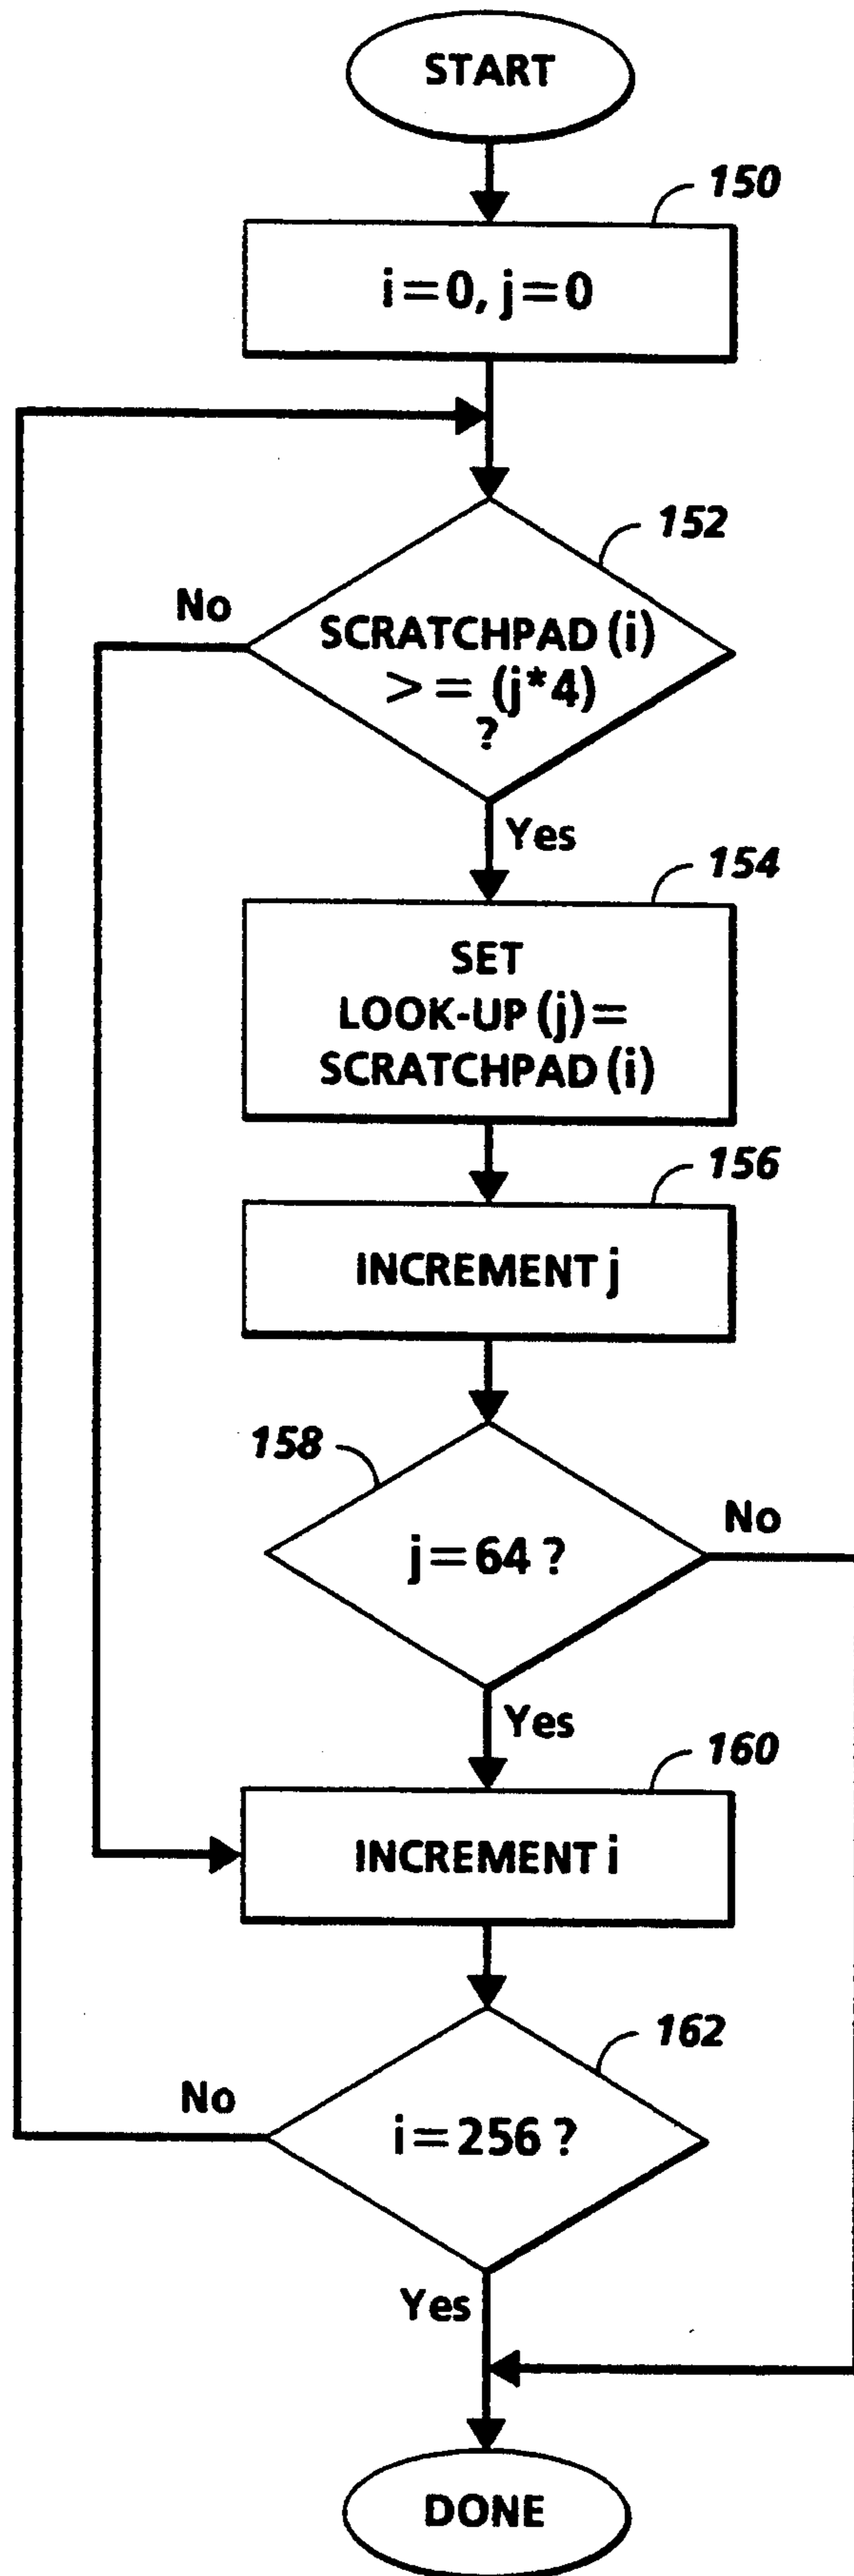 START
150
i=0, j=0
152
No
SCRATCHPAD (i)
>= (j*4)
?
Yes
154
SET
LOOK-UP (j)=
SCRATCHPAD (i)
156
INCREMENT j
158
j=64 ?
No
Yes
160
INCREMENT i
162
No
i=256 ?
Yes
DONE